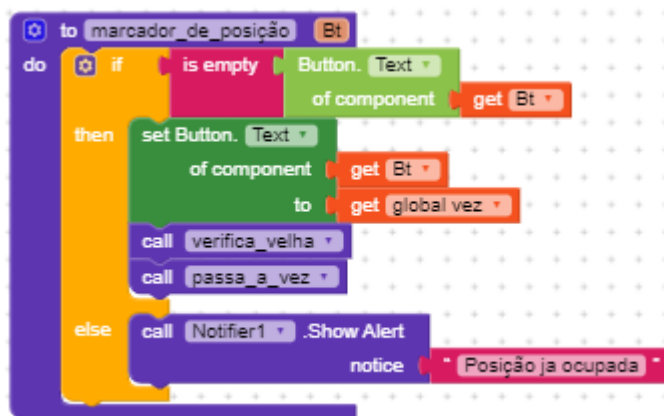 to marcador_de_posição Bt
do if is empty Button. Text
of component get Bt
then set Button. Text
of component get Bt
to get global vez
call verifica_velha
call passa_a_vez
else call Notifier1 .Show Alert
notice " Posição ja ocupada "